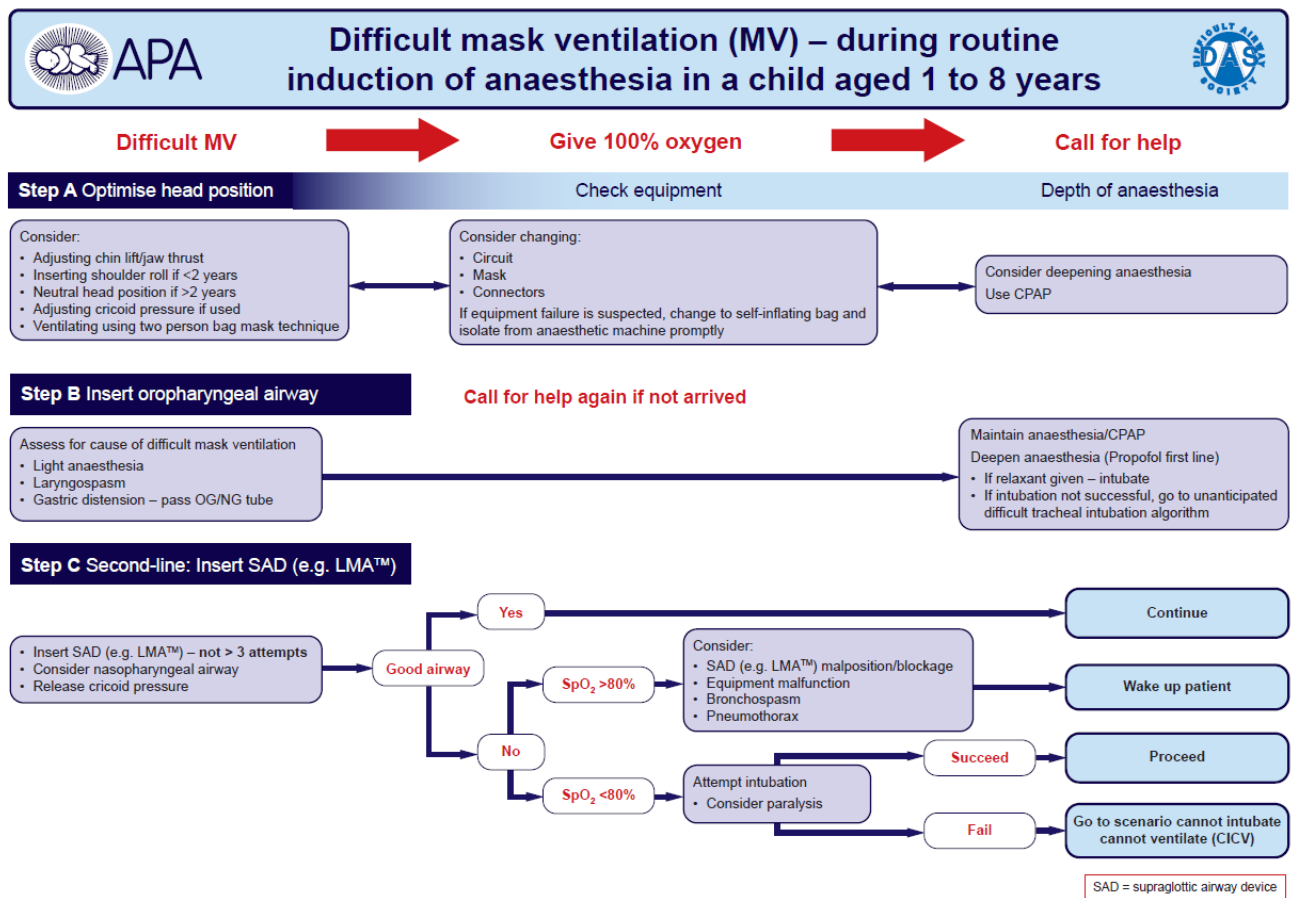 APA
Difficult mask ventilation (MV) – during routine
induction of anaesthesia in a child aged 1 to 8 years
DIFFICULT AIRWAY
DAS
SOCIETY
Difficult MV
Give 100% oxygen
Call for help
Step A Optimise head position
Check equipment
Depth of anaesthesia
Consider:
• Adjusting chin lift/jaw thrust
• Inserting shoulder roll if <2 years
• Neutral head position if >2 years
• Adjusting cricoid pressure if used
• Ventilating using two person bag mask technique
Consider changing:
• Circuit
• Mask
• Connectors
If equipment failure is suspected, change to self-inflating bag and
isolate from anaesthetic machine promptly
Consider deepening anaesthesia
Use CPAP
Step B Insert oropharyngeal airway
Call for help again if not arrived
Assess for cause of difficult mask ventilation
• Light anaesthesia
• Laryngospasm
• Gastric distension – pass OG/NG tube
Maintain anaesthesia/CPAP
Deepen anaesthesia (Propofol first line)
• If relaxant given – intubate
• If intubation not successful, go to unanticipated
difficult tracheal intubation algorithm
Step C Second-line: Insert SAD (e.g. LMA™)
• Insert SAD (e.g. LMA™) – not > 3 attempts
• Consider nasopharyngeal airway
• Release cricoid pressure
Good airway
Yes
Continue
No
SpO₂ >80%
Consider:
• SAD (e.g. LMA™) malposition/blockage
• Equipment malfunction
• Bronchospasm
• Pneumothorax
Wake up patient
SpO₂ <80%
Attempt intubation
• Consider paralysis
Succeed
Proceed
Fail
Go to scenario cannot intubate
cannot ventilate (CICV)
SAD = supraglottic airway device